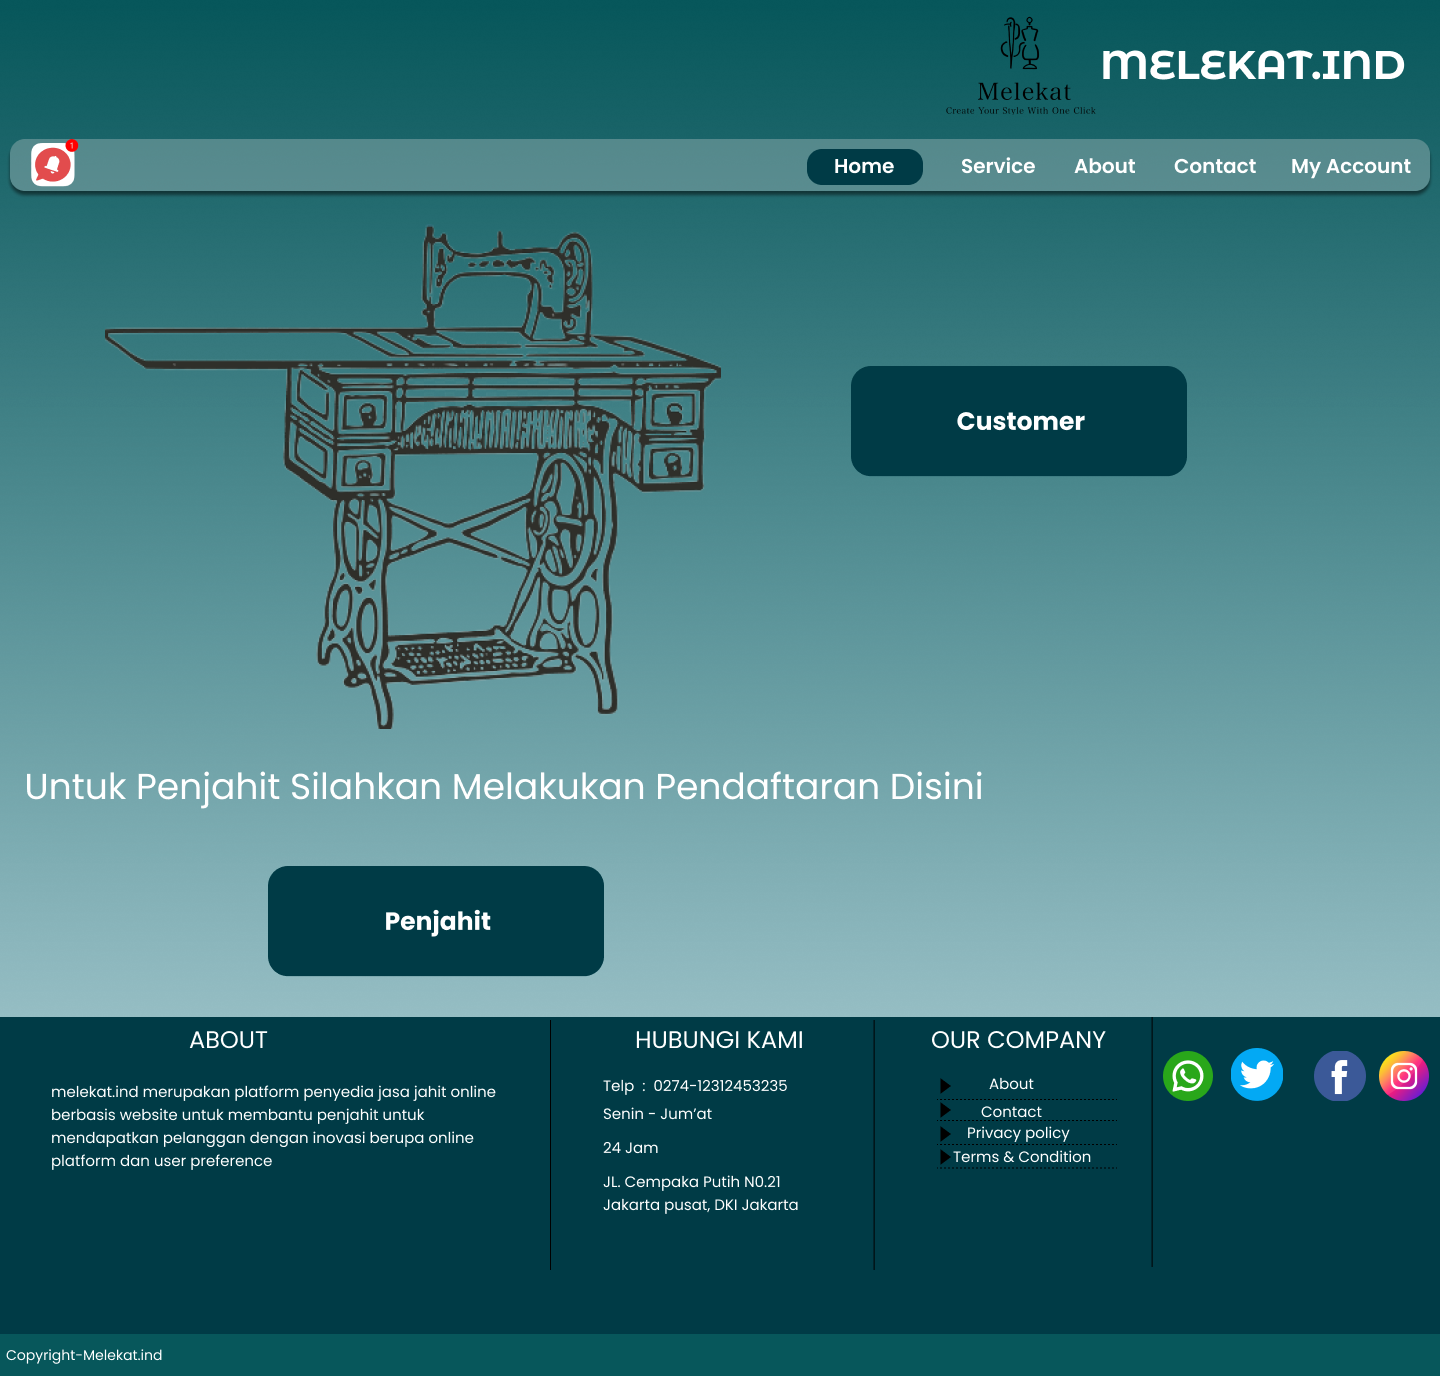 Melekat
Create Your Style With One Click
MELEKAT.IND
1
Home
Service
About
Contact
My Account
Customer
Untuk Penjahit Silahkan Melakukan Pendaftaran Disini
Penjahit
ABOUT
melekat.ind merupakan platform penyedia jasa jahit online
berbasis website untuk membantu penjahit untuk
mendapatkan pelanggan dengan inovasi berupa online
platform dan user preference
HUBUNGI KAMI
Telp : 0274-12312453235
Senin - Jum’at
24 Jam
JL. Cempaka Putih N0.21
Jakarta pusat, DKI Jakarta
OUR COMPANY
About
Contact
Privacy policy
Terms & Condition
Copyright-Melekat.ind